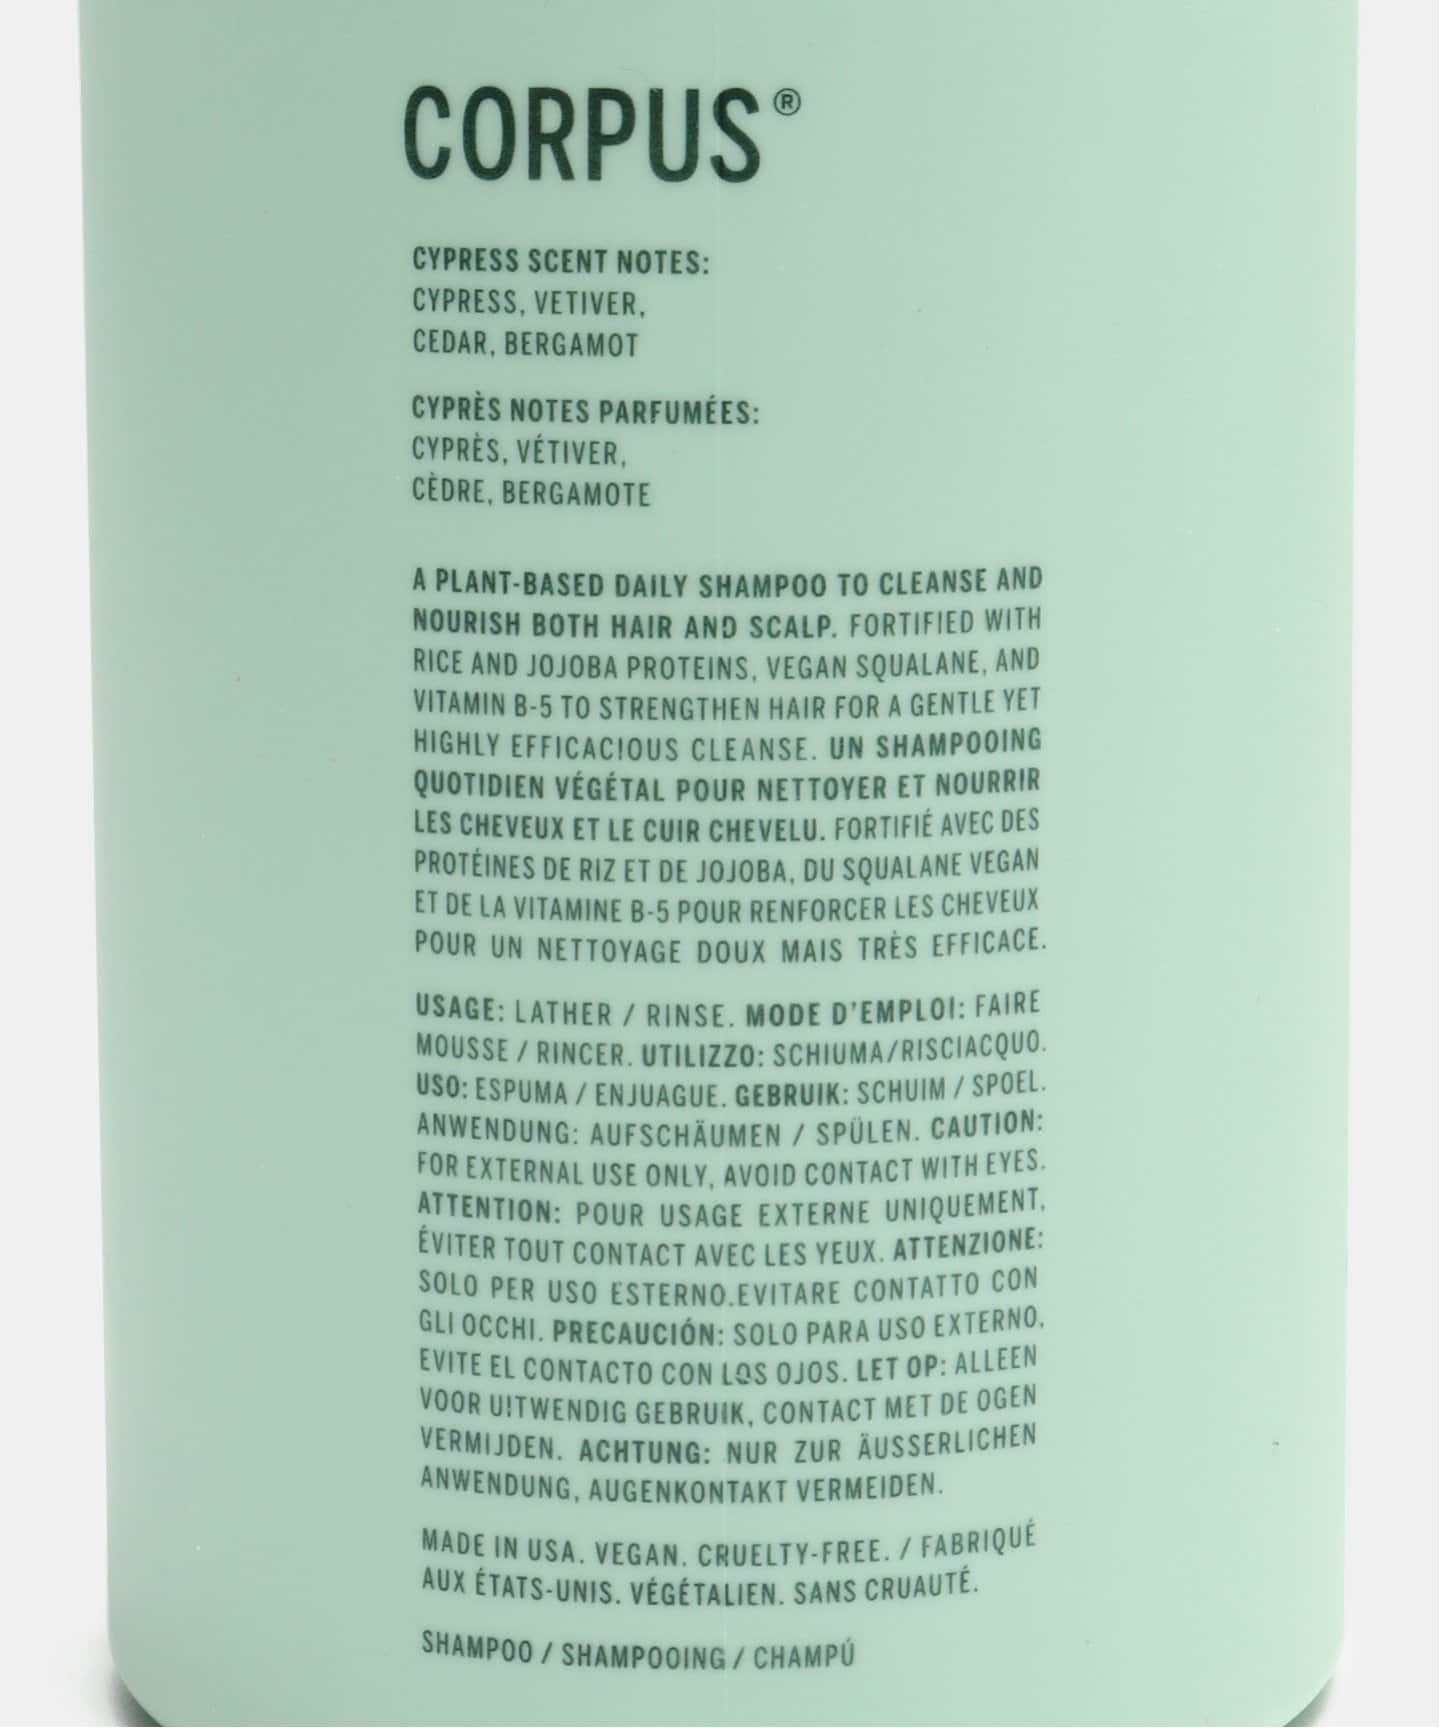 CORPUS®
CYPRESS SCENT NOTES:
CYPRESS, VETIVER,
CEDAR, BERGAMOT
CYPRÈS NOTES PARFUMÉES:
CYPRÈS, VÉTIVER,
CÈDRE, BERGAMOTE
A PLANT-BASED DAILY SHAMPOO TO CLEANSE AND
NOURISH BOTH HAIR AND SCALP. FORTIFIED WITH
RICE AND JOJOBA PROTEINS, VEGAN SQUALANE, AND
VITAMIN B-5 TO STRENGTHEN HAIR FOR A GENTLE YET
HIGHLY EFFICACIOUS CLEANSE. UN SHAMPOOING
QUOTIDIEN VÉGÉTAL POUR NETTOYER ET NOURRIR
LES CHEVEUX ET LE CUIR CHEVELU. FORTIFIÉ AVEC DES
PROTÉINES DE RIZ ET DE JOJOBA, DU SQUALANE VEGAN
ET DE LA VITAMINE B-5 POUR RENFORCER LES CHEVEUX
POUR UN NETTOYAGE DOUX MAIS TRÈS EFFICACE.
USAGE: LATHER / RINSE. MODE D'EMPLOI: FAIRE
MOUSSE / RINCER. UTILIZZO: SCHIUMA/RISCIACQUO.
USO: ESPUMA / ENJUAGUE. GEBRUIK: SCHUIM / SPOEL.
ANWENDUNG: AUFSCHÄUMEN / SPÜLEN. CAUTION:
FOR EXTERNAL USE ONLY, AVOID CONTACT WITH EYES.
ATTENTION: POUR USAGE EXTERNE UNIQUEMENT,
ÉVITER TOUT CONTACT AVEC LES YEUX. ATTENZIONE:
SOLO PER USO ESTERNO.EVITARE CONTATTO CON
GLI OCCHI. PRECAUCIÓN: SOLO PARA USO EXTERNO,
EVITE EL CONTACTO CON LOS OJOS. LET OP: ALLEEN
VOOR UITWENDIG GEBRUIK, CONTACT MET DE OGEN
VERMIJDEN. ACHTUNG: NUR ZUR ÄUSSERLICHEN
ANWENDUNG, AUGENKONTAKT VERMEIDEN.
MADE IN USA. VEGAN. CRUELTY-FREE. / FABRIQUÉ
AUX ÉTATS-UNIS. VÉGÉTALIEN. SANS CRUAUTÉ.
SHAMPOO / SHAMPOOING / CHAMPÚ